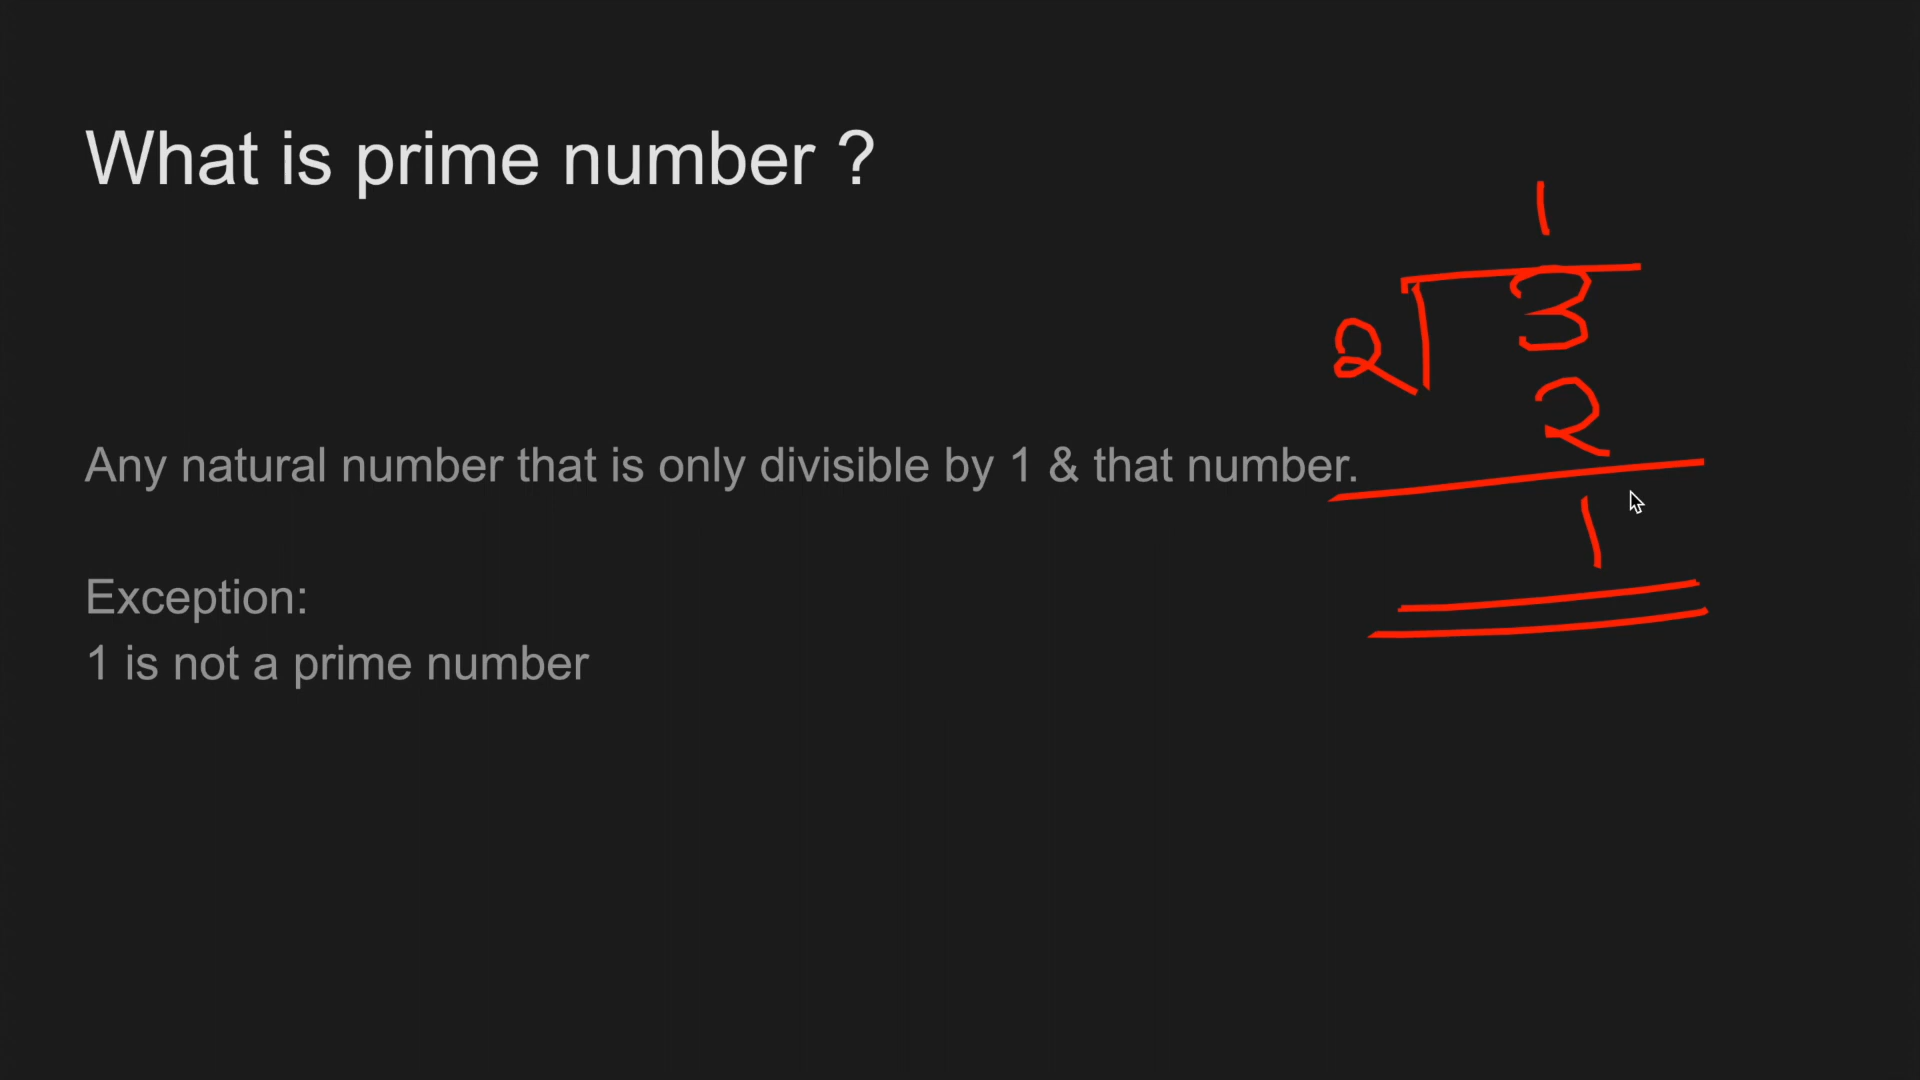 What is prime number ?
Any natural number that is only divisible by 1 & that number.
Exception:
1 is not a prime number
1
2 3
2
1